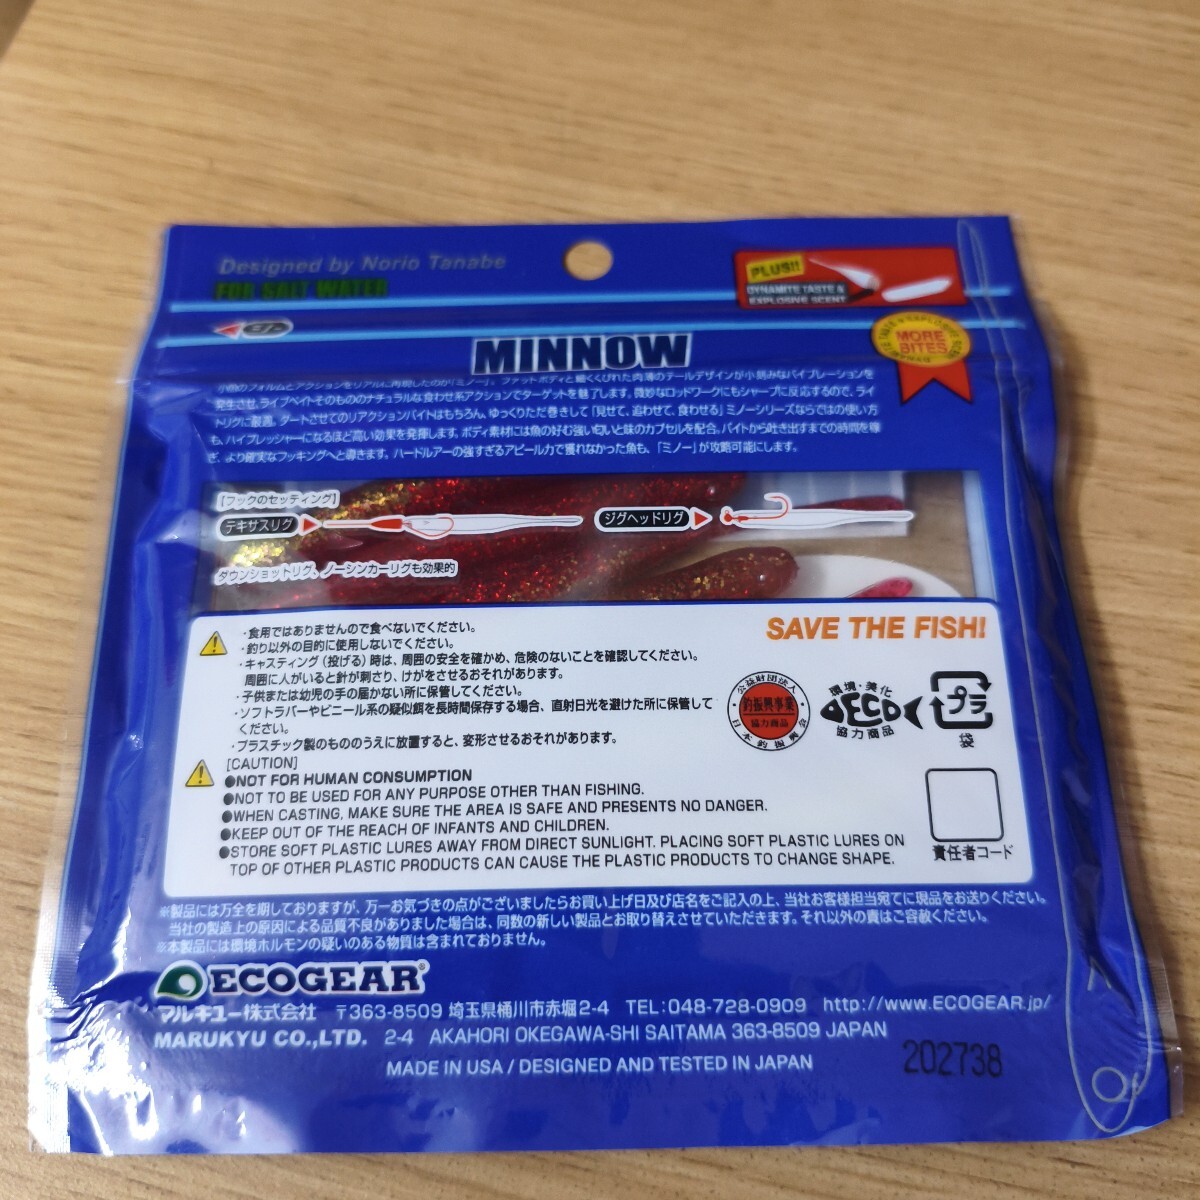 Designed by Norio Tanabe
FOR SALT WATER
PLUS!!
DYNAMITE TASTE &
EXPLOSIVE SCENT
MORE
BITES
MINNOW
小魚のフォルムとアクションをリアルに再現したのが「ミノー」。ファットボディと細くくびれた肉薄のテールデザインが小刻みなバイブレーションを
発生させ、ライブベイトそのもののナチュラルな食わせ系アクションでターゲットを魅了します。微妙なロッドワークにもシャープに反応するので、ライ
トリグに最適。ダートさせてのリアクションバイトはもちろん、ゆっくりただ巻きして「見せて、追わせて、食わせる」ミノーシリーズならではの使い方
も、ハイプレッシャーになるほど高い効果を発揮します。ボディ素材には魚の好む強い匂いと味のカプセルを配合。バイトから吐き出すまでの時間を稼
ぎ、より確実なフッキングへと導きます。ハードルアーの強すぎるアピール力で獲れなかった魚も、「ミノー」が攻略可能にします。
[フックのセッティング]
テキサスリグ
ジグヘッドリグ
ダウンショットリグ、ノーシンカーリグも効果的
・食用ではありませんので食べないでください。
・釣り以外の目的に使用しないでください。
・キャスティング(投げる)時は、周囲の安全を確かめ、危険のないことを確認してください。
周囲に人がいると針が刺さり、けがをさせるおそれがあります。
・子供または幼児の手の届かない所に保管してください。
・ソフトラバーやビニール系の疑似餌を長時間保存する場合、直射日光を避けた所に保管して
ください。
・プラスチック製のもののうえに放置すると、変形させるおそれがあります。
SAVE THE FISH!
公益財団法人
釣振興事業
協力商品
日本釣振興会
環境・美化
ECO
協力商品
プラ
袋
責任者コード
[CAUTION]
●NOT FOR HUMAN CONSUMPTION
●NOT TO BE USED FOR ANY PURPOSE OTHER THAN FISHING.
●WHEN CASTING, MAKE SURE THE AREA IS SAFE AND PRESENTS NO DANGER.
●KEEP OUT OF THE REACH OF INFANTS AND CHILDREN.
●STORE SOFT PLASTIC LURES AWAY FROM DIRECT SUNLIGHT. PLACING SOFT PLASTIC LURES ON
TOP OF OTHER PLASTIC PRODUCTS CAN CAUSE THE PLASTIC PRODUCTS TO CHANGE SHAPE.
※製品には万全を期しておりますが、万一お気づきの点がございましたらお買い上げ日及び店名をご記入の上、当社お客様担当宛てに現品をお送りください。
当社の製造上の原因による品質不良がありました場合は、同数の新しい製品とお取り替えさせていただきます。それ以外の責はご容赦ください。
※本製品には環境ホルモンの疑いのある物質は含まれておりません。
ECOGEAR®
マルキユー株式会社 〒363-8509 埼玉県桶川市赤堀2-4 TEL:048-728-0909 http://www.ECOGEAR.jp/
MARUKYU CO.,LTD. 2-4 AKAHORI OKEGAWA-SHI SAITAMA 363-8509 JAPAN
MADE IN USA / DESIGNED AND TESTED IN JAPAN
202738